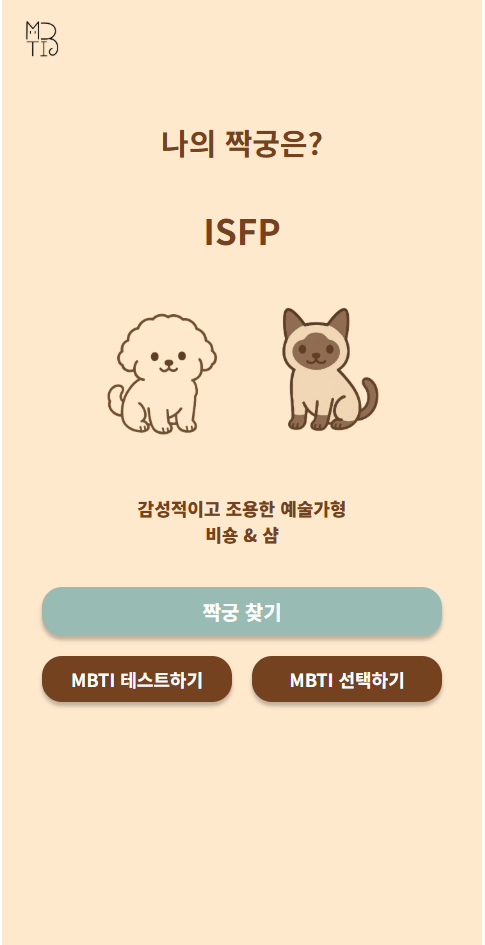 MB
TI
나의 짝궁은?
ISFP
감성적이고 조용한 예술가형
비숑 & 샴
짝궁 찾기
MBTI 테스트하기
MBTI 선택하기